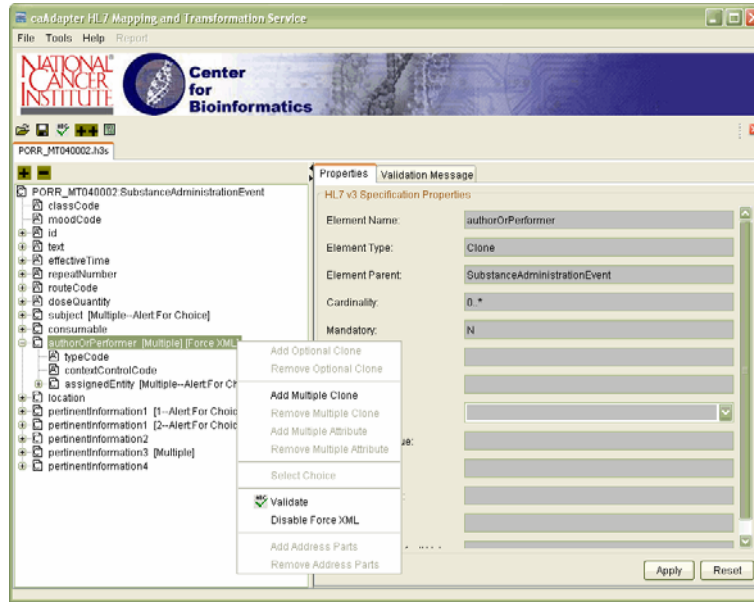 caAdapter HL7 Mapping and Transformation Service
File Tools Help Report
NATIONAL
CANCER
INSTITUTE
Center
for
Bioinformatics
PORR_MT040002.h3s
Properties
Validation Message
PORR_MT040002.SubstanceAdministrationEvent
classCode
moodCode
id
text
effectiveTime
repeatNumber
routeCode
doseQuantity
subject [Multiple--Alert:For Choice]
consumable
authorOrPerformer [Multiple] [Force XML]
typeCode
contextControlCode
assignedEntity [Multiple--Alert:For Ch
location
pertinentInformation1 [1--Alert:For Choic
pertinentInformation1 [2--Alert:For Choic
pertinentInformation2
pertinentInformation3 [Multiple]
pertinentInformation4
Add Optional Clone
Remove Optional Clone
Add Multiple Clone
Remove Multiple Clone
Add Multiple Attribute
Remove Multiple Attribute
Select Choice
Validate
Disable Force XML
Add Address Parts
Remove Address Parts
HL7 v3 Specification Properties
Element Name: authorOrPerformer
Element Type: Clone
Element Parent: SubstanceAdministrationEvent
Cardinality: 0..*
Mandatory: N
ue:
Apply Reset